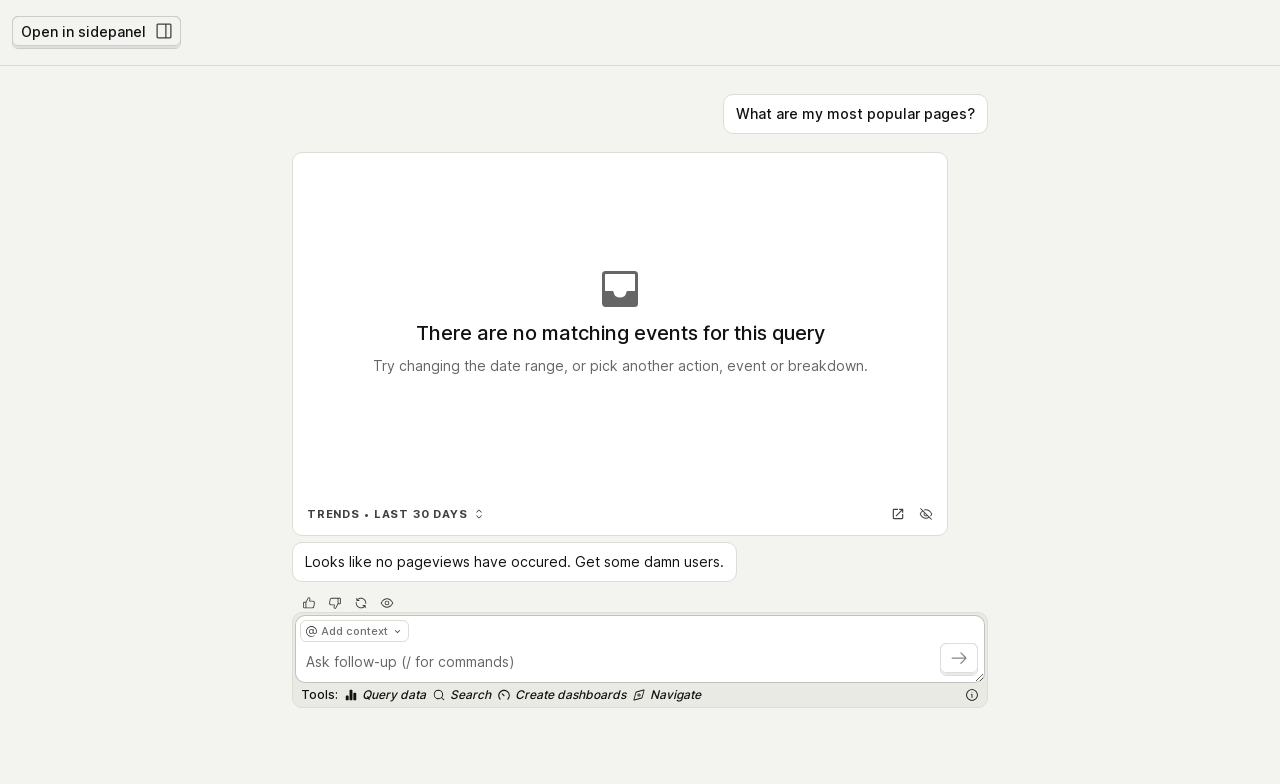 Open in sidepanel
What are my most popular pages?
There are no matching events for this query
Try changing the date range, or pick another action, event or breakdown.
TRENDS • LAST 30 DAYS
Looks like no pageviews have occured. Get some damn users.
@ Add context
Ask follow-up (/ for commands)
Tools: Query data Search Create dashboards Navigate